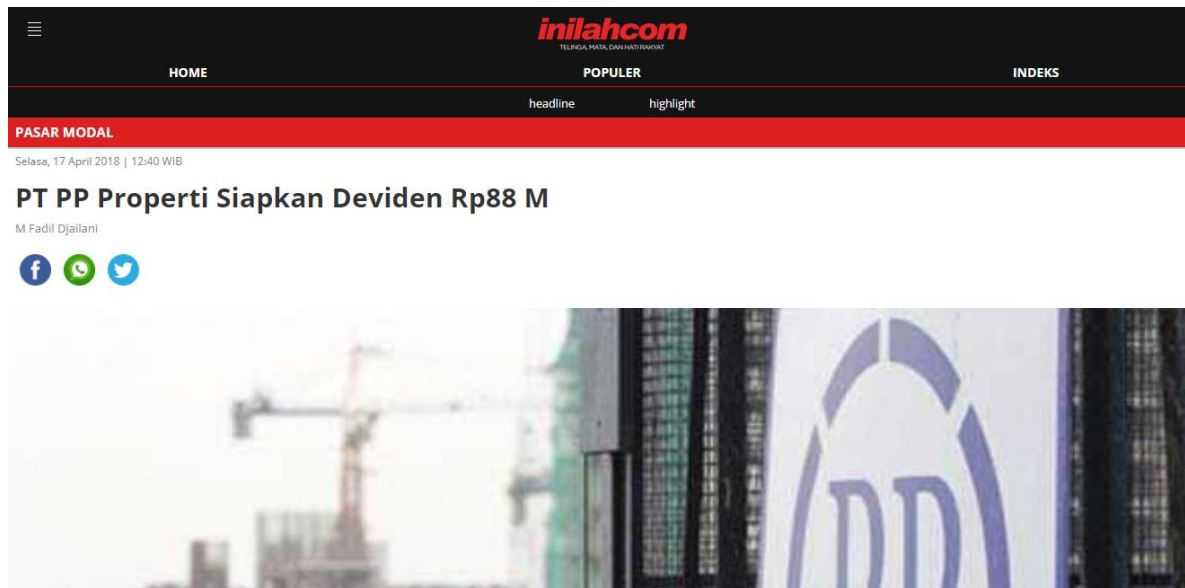 inilahcom
TELINGA, MATA, DAN HATI RAKYAT
HOME POPULER INDEKS
headline highlight
PASAR MODAL
Selasa, 17 April 2018 | 12:40 WIB
PT PP Properti Siapkan Deviden Rp88 M
M Fadil Djailani
PP